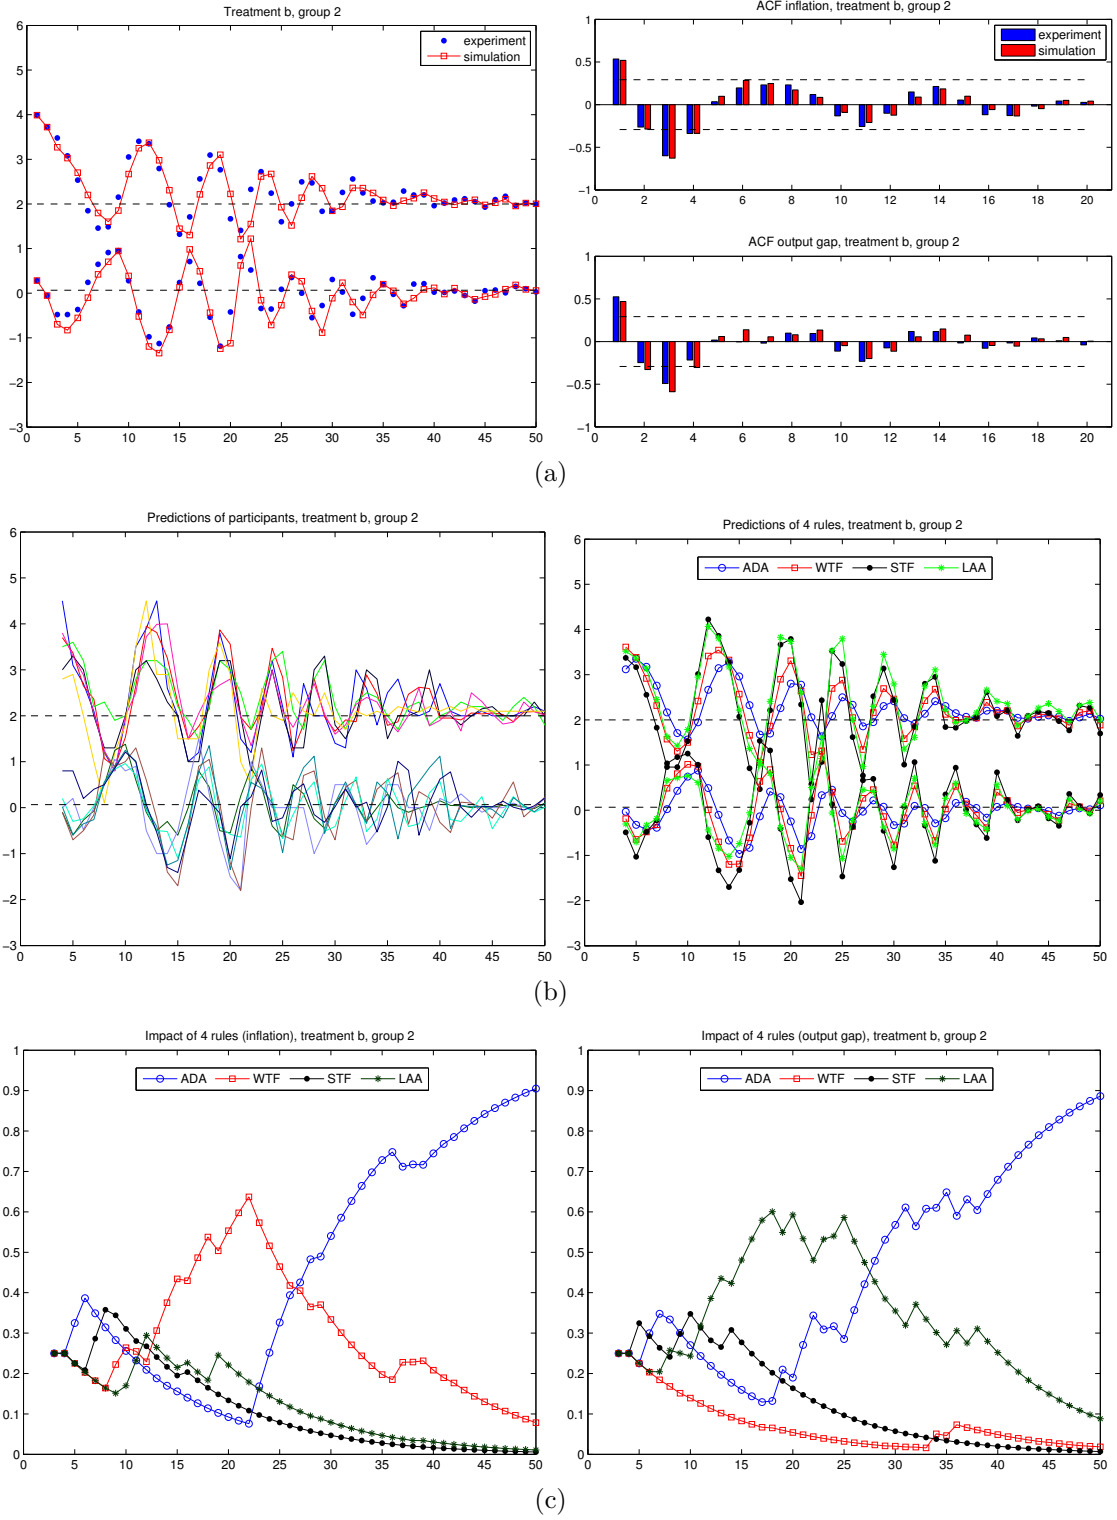 Treatment b, group 2
experiment
simulation
6
5
4
3
2
1
0
−1
−2
−3
0 5 10 15 20 25 30 35 40 45 50
ACF inflation, treatment b, group 2
experiment
simulation
1
0.5
0
−0.5
−1
0 2 4 6 8 10 12 14 16 18 20
ACF output gap, treatment b, group 2
1
0.5
0
−0.5
−1
0 2 4 6 8 10 12 14 16 18 20
(a)
Predictions of participants, treatment b, group 2
6
5
4
3
2
1
0
−1
−2
−3
0 5 10 15 20 25 30 35 40 45 50
Predictions of 4 rules, treatment b, group 2
ADA WTF STF LAA
6
5
4
3
2
1
0
−1
−2
−3
0 5 10 15 20 25 30 35 40 45 50
(b)
Impact of 4 rules (inflation), treatment b, group 2
ADA WTF STF LAA
1
0.9
0.8
0.7
0.6
0.5
0.4
0.3
0.2
0.1
0
0 5 10 15 20 25 30 35 40 45 50
Impact of 4 rules (output gap), treatment b, group 2
ADA WTF STF LAA
1
0.9
0.8
0.7
0.6
0.5
0.4
0.3
0.2
0.1
0
0 5 10 15 20 25 30 35 40 45 50
(c)